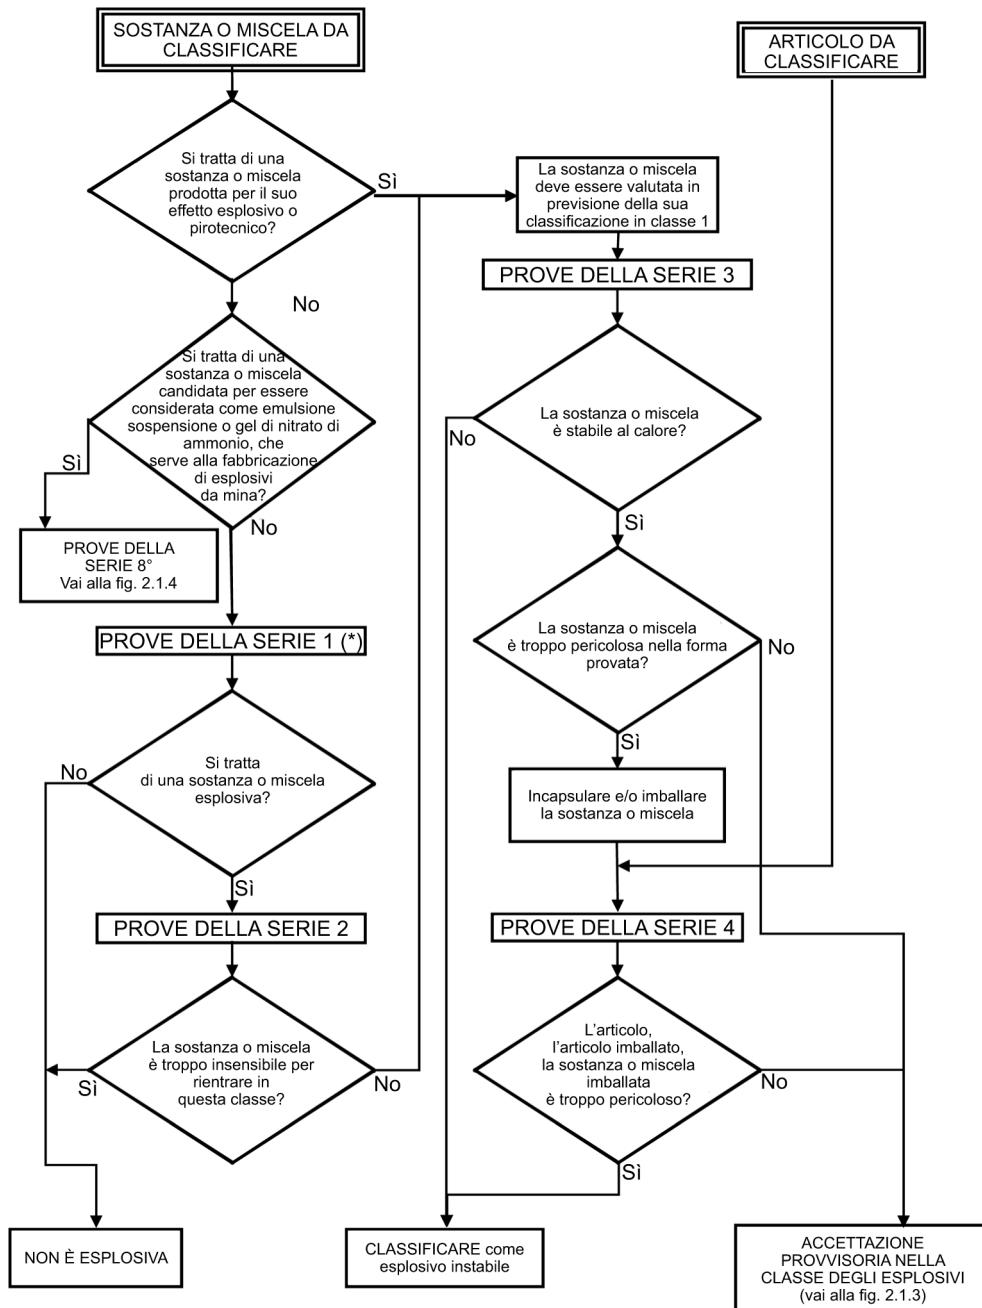 SOSTANZA O MISCELA DA
CLASSIFICARE
ARTICOLO DA
CLASSIFICARE
Si tratta di una
sostanza o miscela
prodotta per il suo
effetto esplosivo o
pirotecnico?
Sì
La sostanza o miscela
deve essere valutata in
previsione della sua
classificazione in classe 1
PROVE DELLA SERIE 3
No
Si tratta di una
sostanza o miscela
candidata per essere
considerata come emulsione
sospensione o gel di nitrato di
ammonio, che
serve alla fabbricazione
di esplosivi
da mina?
Sì
No
PROVE DELLA
SERIE 8°
Vai alla fig. 2.1.4
La sostanza o miscela
è stabile al calore?
No
Sì
PROVE DELLA SERIE 1 (*)
La sostanza o miscela
è troppo pericolosa nella forma
provata?
No
Sì
Si tratta
di una sostanza o miscela
esplosiva?
No
Sì
Incapsulare e/o imballare
la sostanza o miscela
PROVE DELLA SERIE 2
PROVE DELLA SERIE 4
La sostanza o miscela
è troppo insensibile per
rientrare in
questa classe?
Sì
No
L'articolo,
l'articolo imballato,
la sostanza o miscela
imballata
è troppo pericoloso?
No
Sì
NON È ESPLOSIVA
CLASSIFICARE come
esplosivo instabile
ACCETTAZIONE
PROVVISORIA NELLA
CLASSE DEGLI ESPLOSIVI
(vai alla fig. 2.1.3)